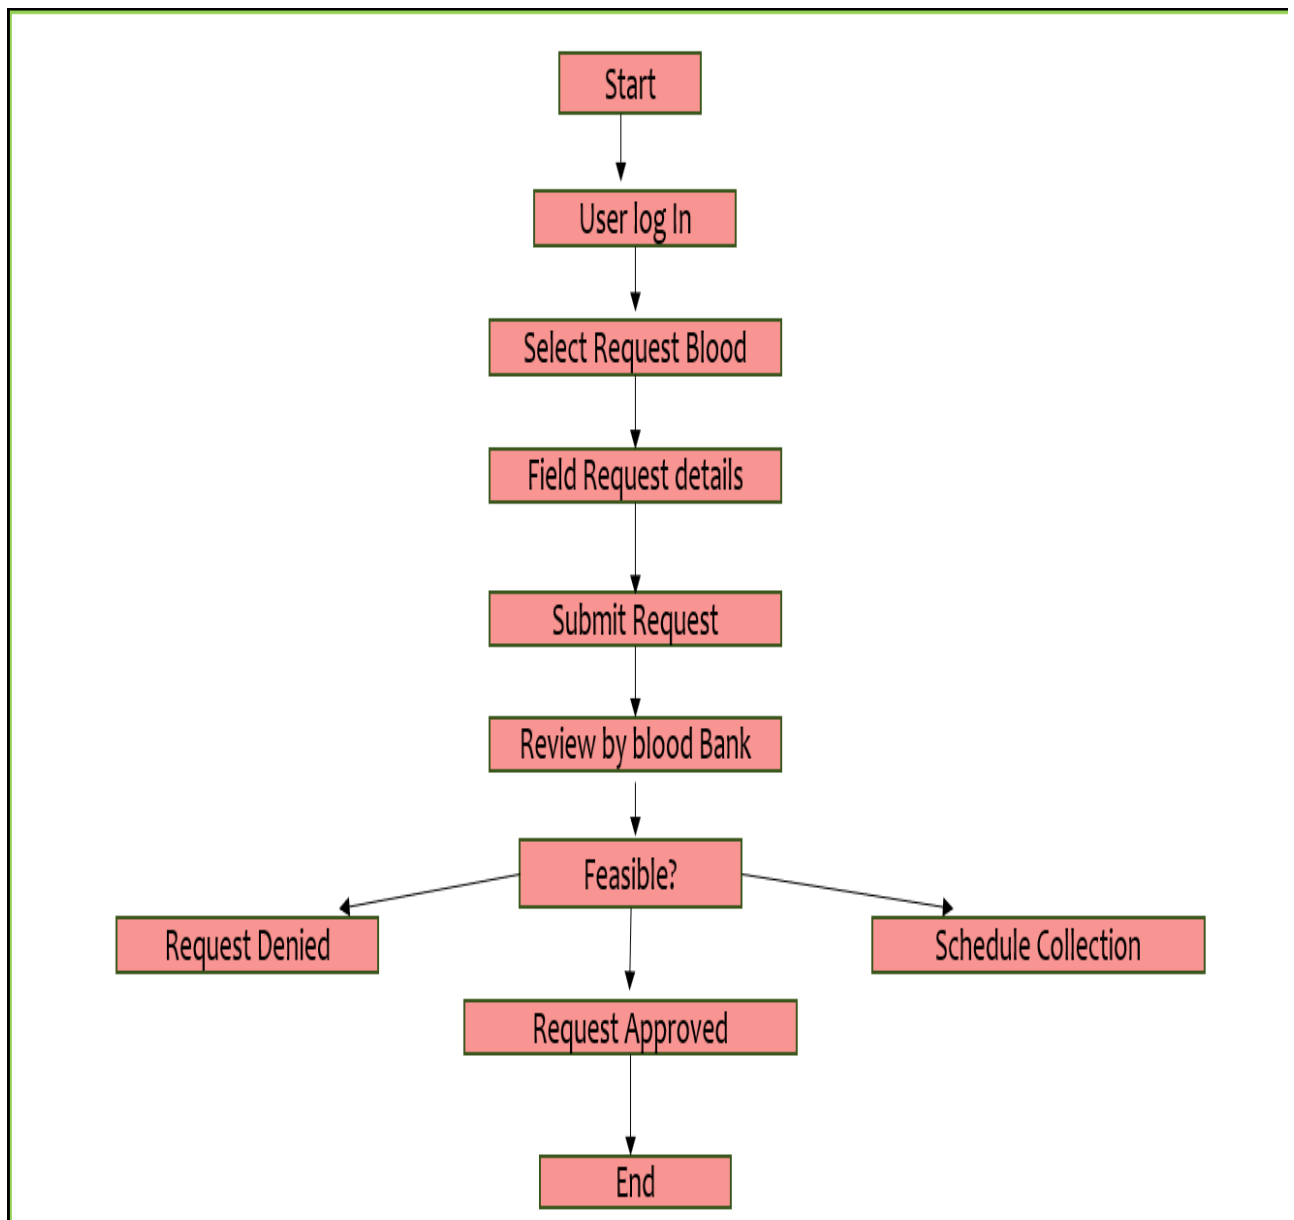 Start
User log In
Select Request Blood
Field Request details
Submit Request
Review by blood Bank
Feasible?
Request Denied
Schedule Collection
Request Approved
End